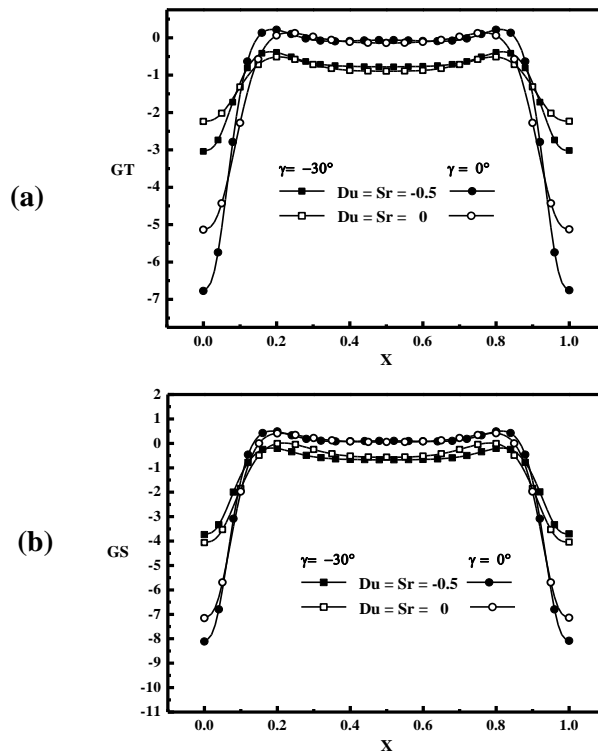 0
-1
-2
-3
-4
-5
-6
-7
GT
(a)
γ= −30° γ = 0°
Du = Sr = -0.5
Du = Sr = 0
0.0 0.2 0.4 0.6 0.8 1.0
X
2
1
0
-1
-2
-3
-4
-5
-6
-7
-8
-9
-10
-11
GS
(b)
γ= −30° γ = 0°
Du = Sr = -0.5
Du = Sr = 0
0.0 0.2 0.4 0.6 0.8 1.0
X